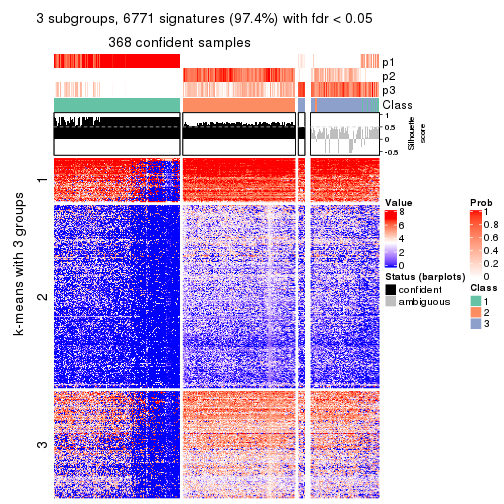 3 subgroups, 6771 signatures (97.4%) with fdr < 0.05
368 confident samples
p1
p2
p3
Class
1
0.5
0
-0.5
Silhouette
score
k-means with 3 groups
1
2
3
Value
8
6
4
2
0
Status (barplots)
confident
ambiguous
Prob
1
0.8
0.6
0.4
0.2
0
Class
1
2
3